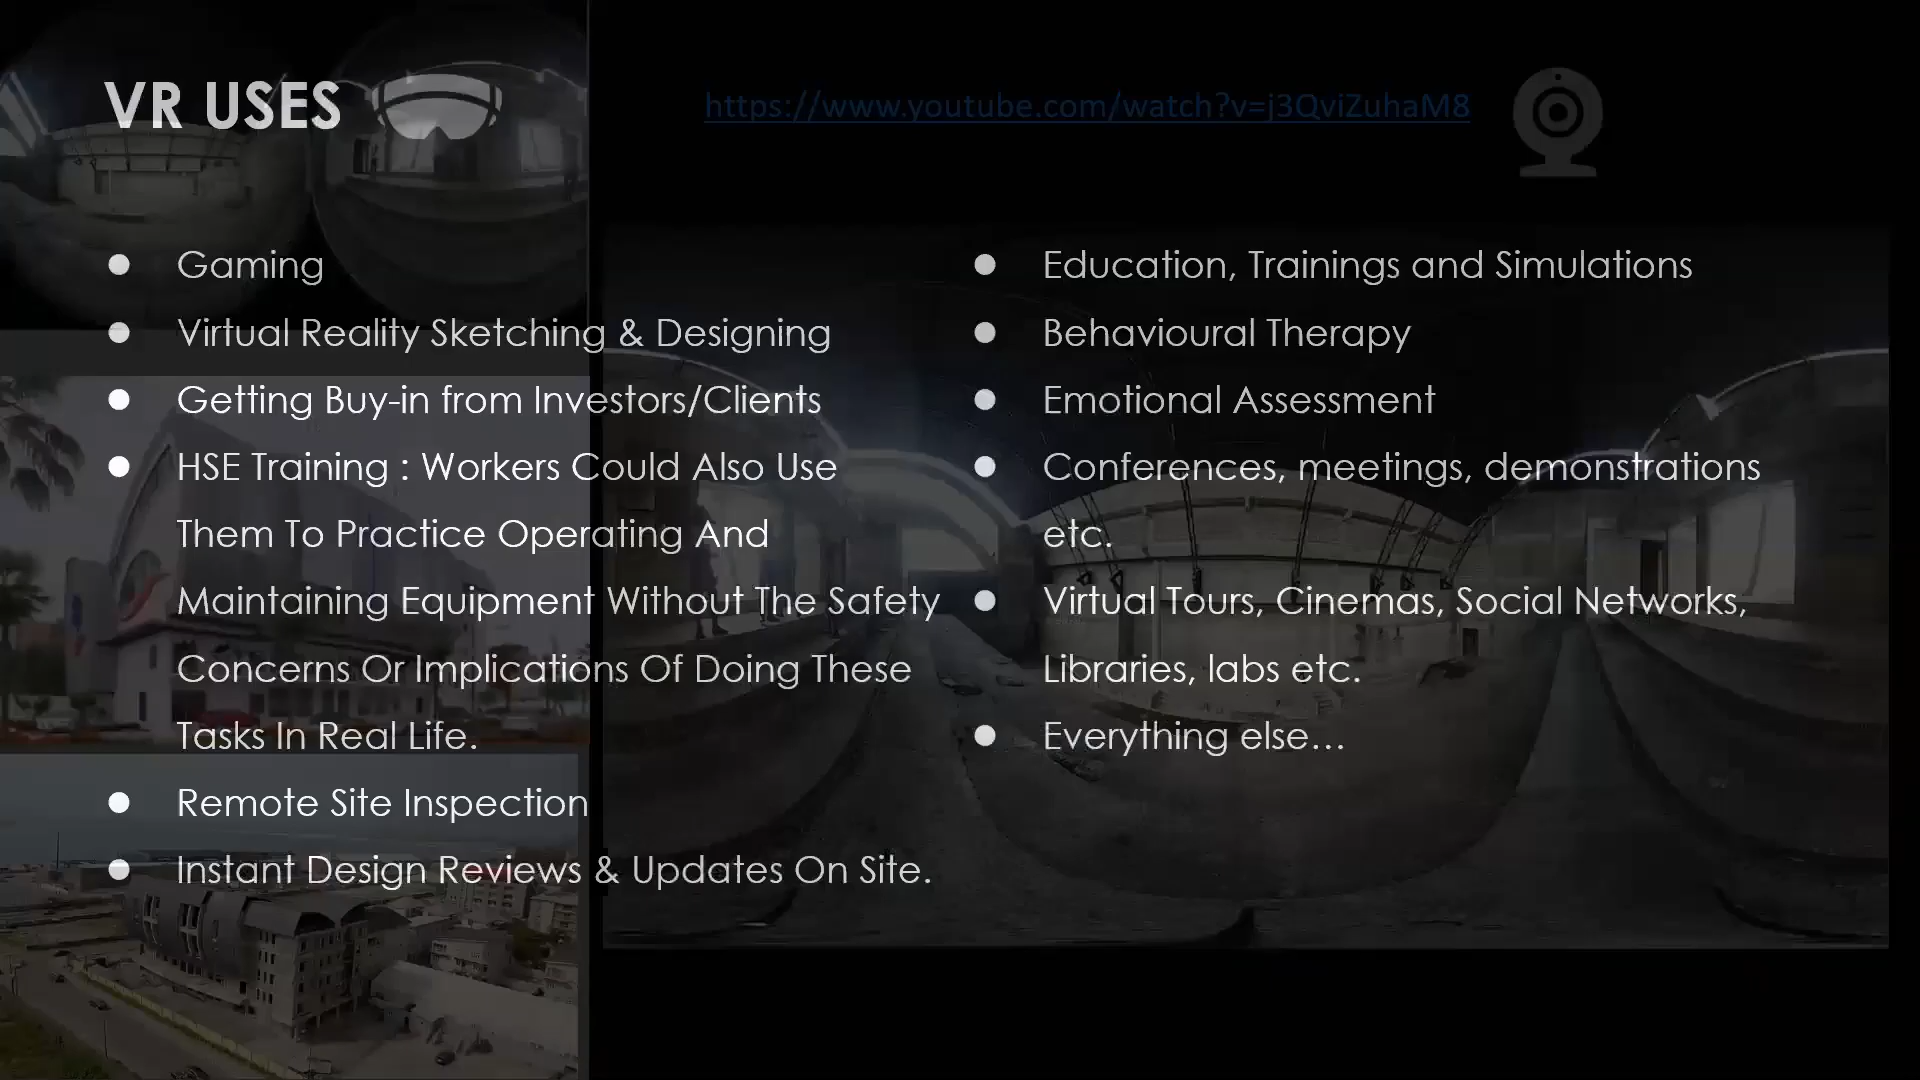 VR USES
https://www.youtube.com/watch?v=j3QviZuhaM8
● Gaming
● Virtual Reality Sketching & Designing
● Getting Buy-in from Investors/Clients
● HSE Training : Workers Could Also Use
Them To Practice Operating And
Maintaining Equipment Without The Safety
Concerns Or Implications Of Doing These
Tasks In Real Life.
● Remote Site Inspection
● Instant Design Reviews & Updates On Site.
● Education, Trainings and Simulations
● Behavioural Therapy
● Emotional Assessment
● Conferences, meetings, demonstrations
etc.
● Virtual Tours, Cinemas, Social Networks,
Libraries, labs etc.
● Everything else…